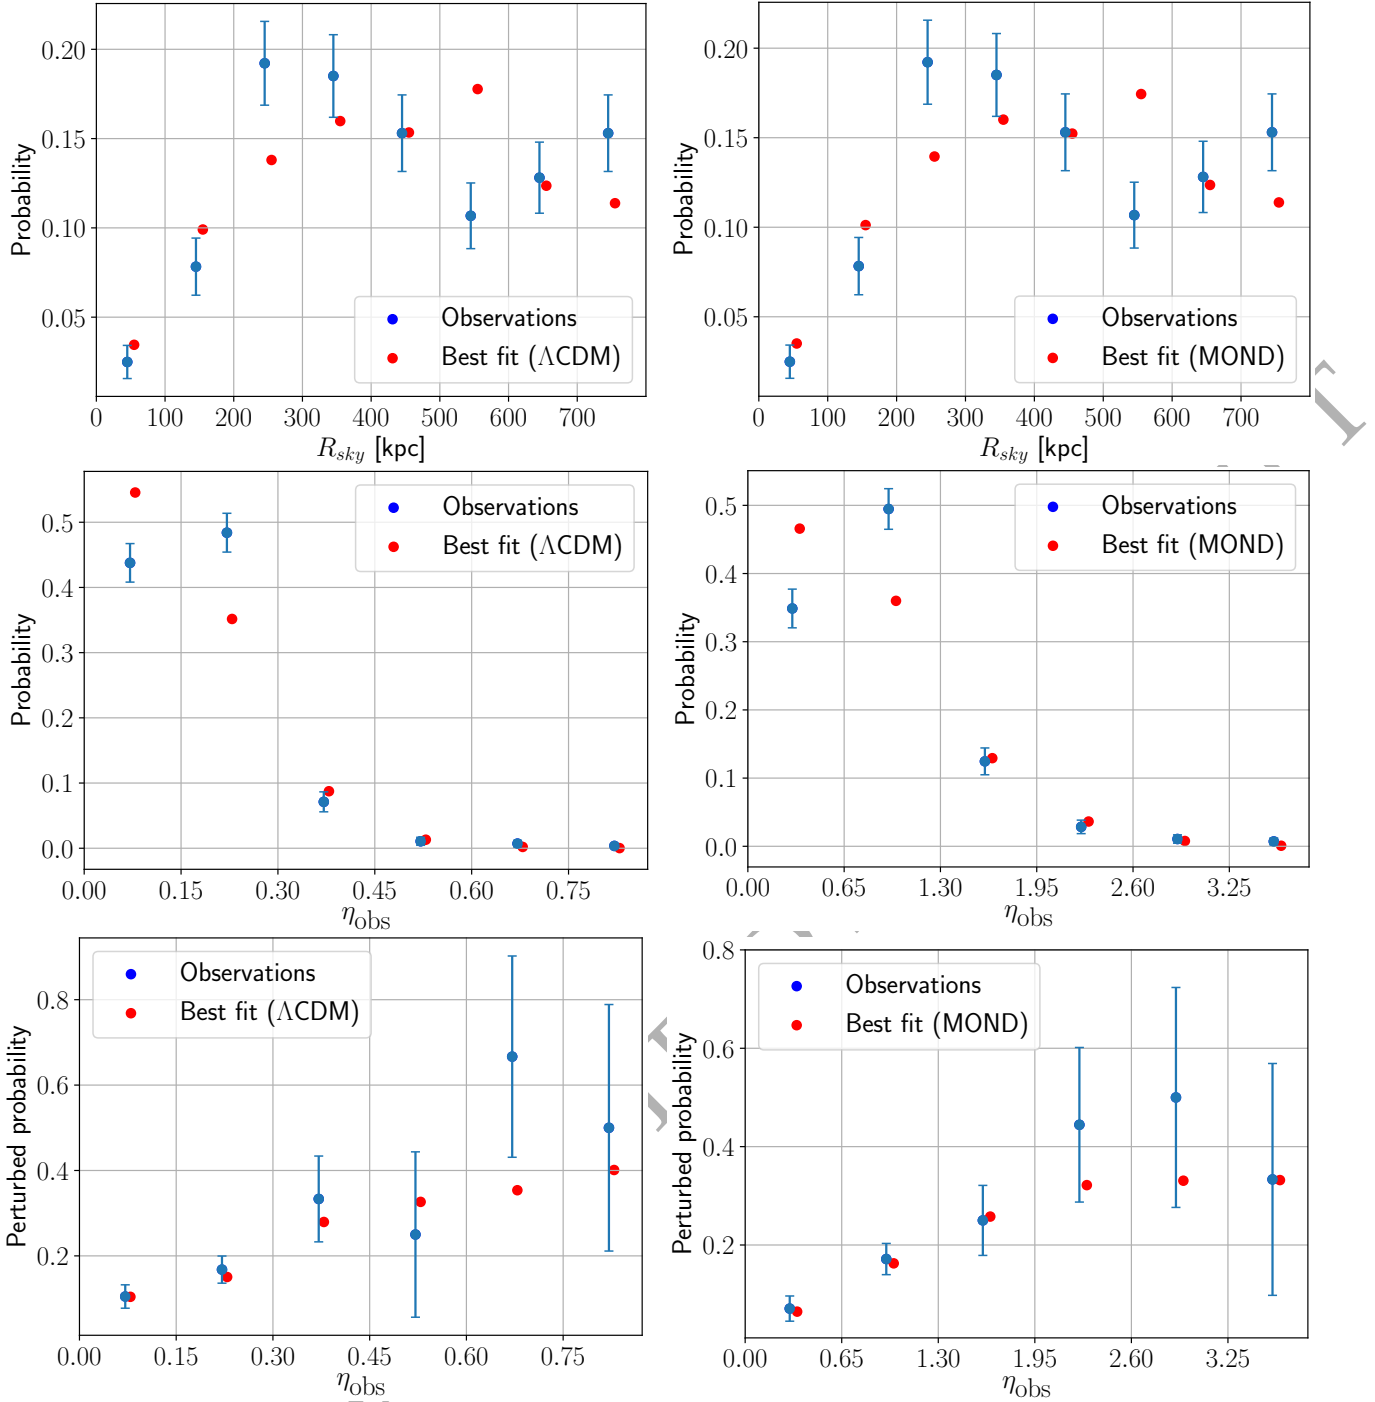 0.20
0.15
0.10
0.05
Probability
Observations
Best fit (ΛCDM)
0 100 200 300 400 500 600 700
R_sky [kpc]
0.20
0.15
0.10
0.05
Probability
Observations
Best fit (MOND)
0 100 200 300 400 500 600 700
R_sky [kpc]
0.5
0.4
0.3
0.2
0.1
0.0
Probability
Observations
Best fit (ΛCDM)
0.00 0.15 0.30 0.45 0.60 0.75
η_obs
0.5
0.4
0.3
0.2
0.1
0.0
Probability
Observations
Best fit (MOND)
0.00 0.65 1.30 1.95 2.60 3.25
η_obs
0.8
0.6
0.4
0.2
Perturbed probability
Observations
Best fit (ΛCDM)
0.00 0.15 0.30 0.45 0.60 0.75
η_obs
0.8
0.6
0.4
0.2
Perturbed probability
Observations
Best fit (MOND)
0.00 0.65 1.30 1.95 2.60 3.25
η_obs